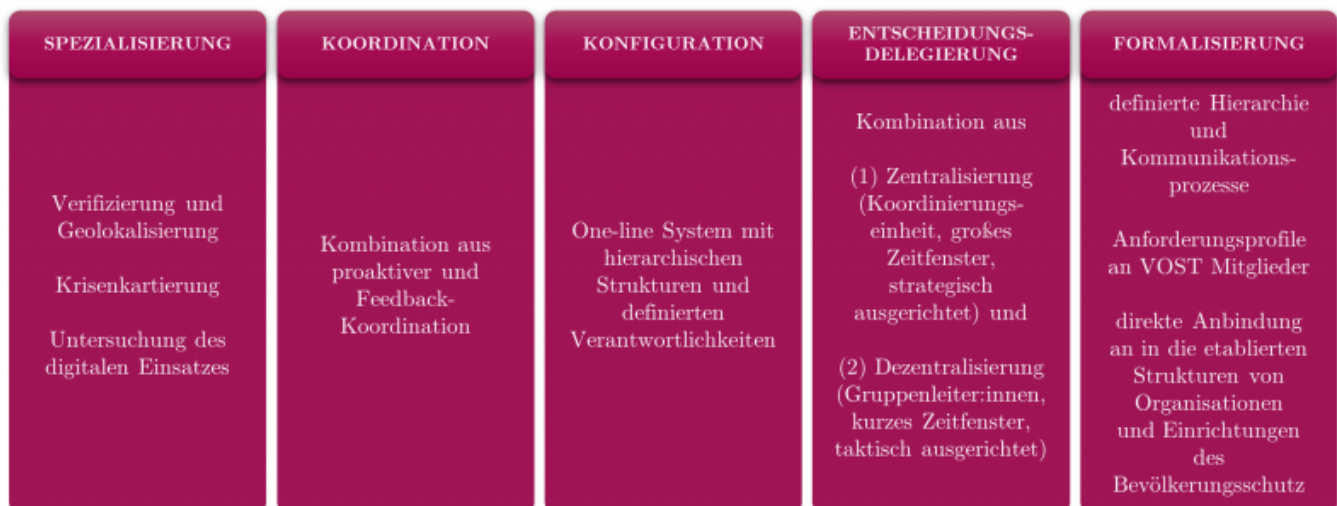 SPEZIALISIERUNG
Verifizierung und
Geolokalisierung
Krisenkartierung
Untersuchung des
digitalen Einsatzes
KOORDINATION
Kombination aus
proaktiver und
Feedback-
Koordination
KONFIGURATION
One-line System mit
hierarchischen
Strukturen und
definierten
Verantwortlichkeiten
ENTSCHEIDUNGS-
DELEGIERUNG
Kombination aus
(1) Zentralisierung
(Koordinierungs-
einheit, großes
Zeitfenster,
strategisch
ausgerichtet) und
(2) Dezentralisierung
(Gruppenleiter:innen,
kurzes Zeitfenster,
taktisch ausgerichtet)
FORMALISIERUNG
definierte Hierarchie
und
Kommunikations-
prozesse
Anforderungsprofile
an VOST Mitglieder
direkte Anbindung
an in die etablierten
Strukturen von
Organisationen
und Einrichtungen
des
Bevölkerungsschutz